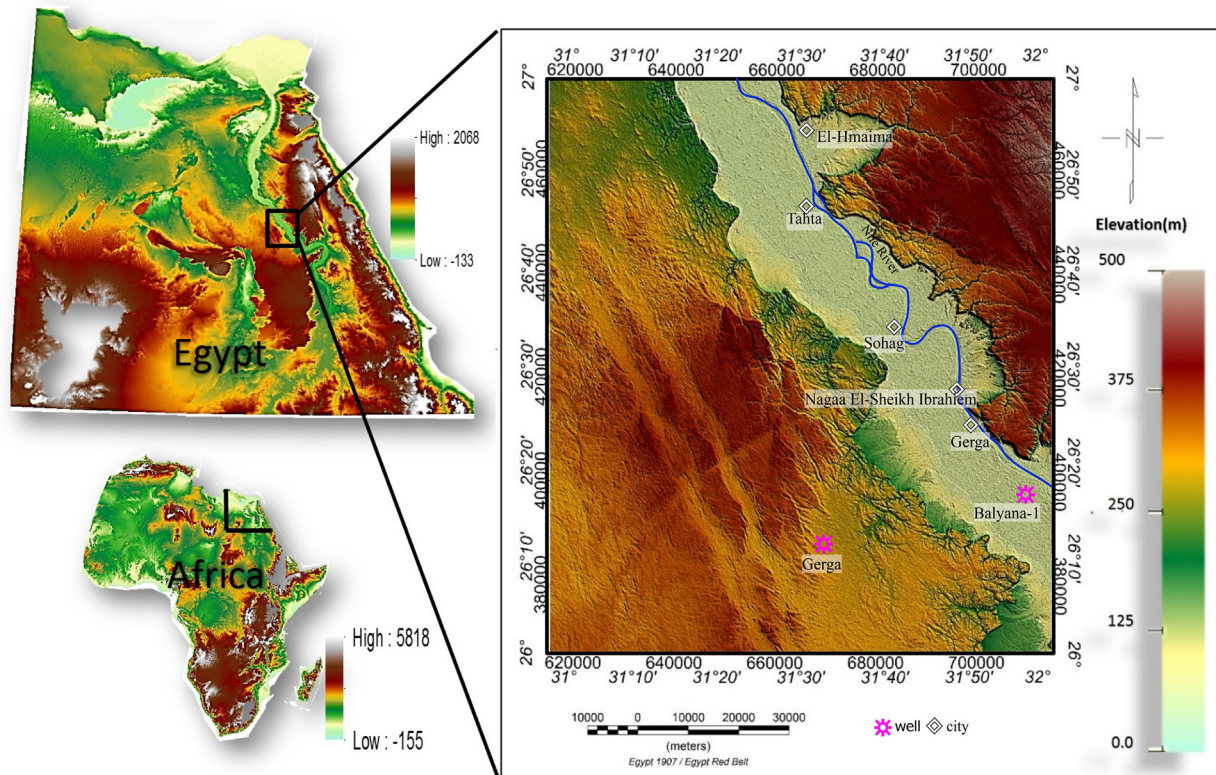 High : 2068
Low : -133
Egypt
Africa
High : 5818
Low : -155
31° 31°10' 31°20' 31°30' 31°40' 31°50' 32°
620000 640000 660000 680000 700000
27° 27°
26°50' 26°50'
460000 460000
26°40' 26°40'
440000 440000
26°30' 26°30'
420000 420000
26°20' 26°20'
400000 400000
26°10' 26°10'
380000 380000
26° 26°
El-Hmaima
Tahta
Nile River
Sohag
Nagaa El-Sheikh Ibrahiem
Gerga
Balyana-1
Gerga
620000 640000 660000 680000 700000
31° 31°10' 31°20' 31°30' 31°40' 31°50' 32°
10000 0 10000 20000 30000
(meters)
Egypt 1907 / Egypt Red Belt
well city
N
Elevation(m)
500
375
250
125
0.0